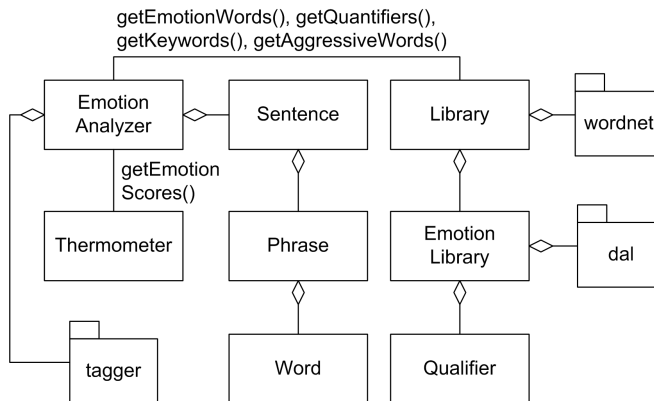 getEmotionWords(), getQuantifiers(),
getKeywords(), getAggressiveWords()
Emotion
Analyzer
Sentence
Library
wordnet
getEmotion
Scores()
Thermometer
Phrase
Emotion
Library
dal
tagger
Word
Qualifier